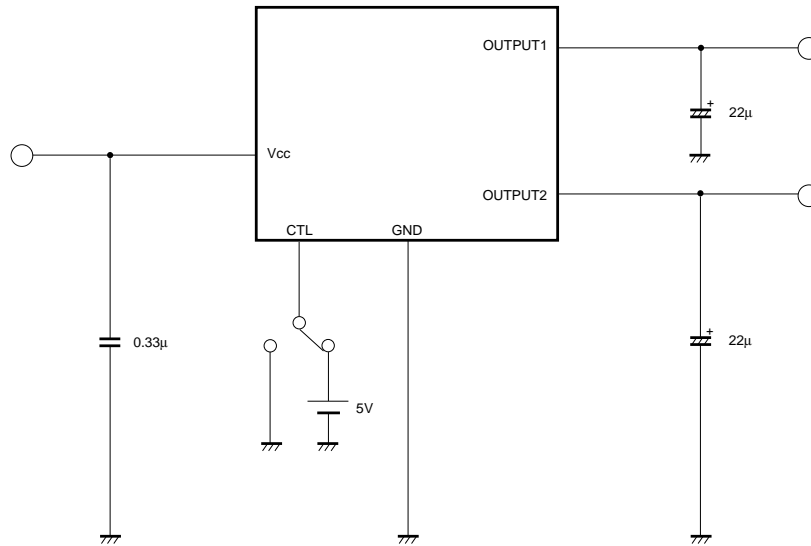 OUTPUT1
+
22μ
Vcc
OUTPUT2
CTL
GND
+
22μ
0.33μ
5V